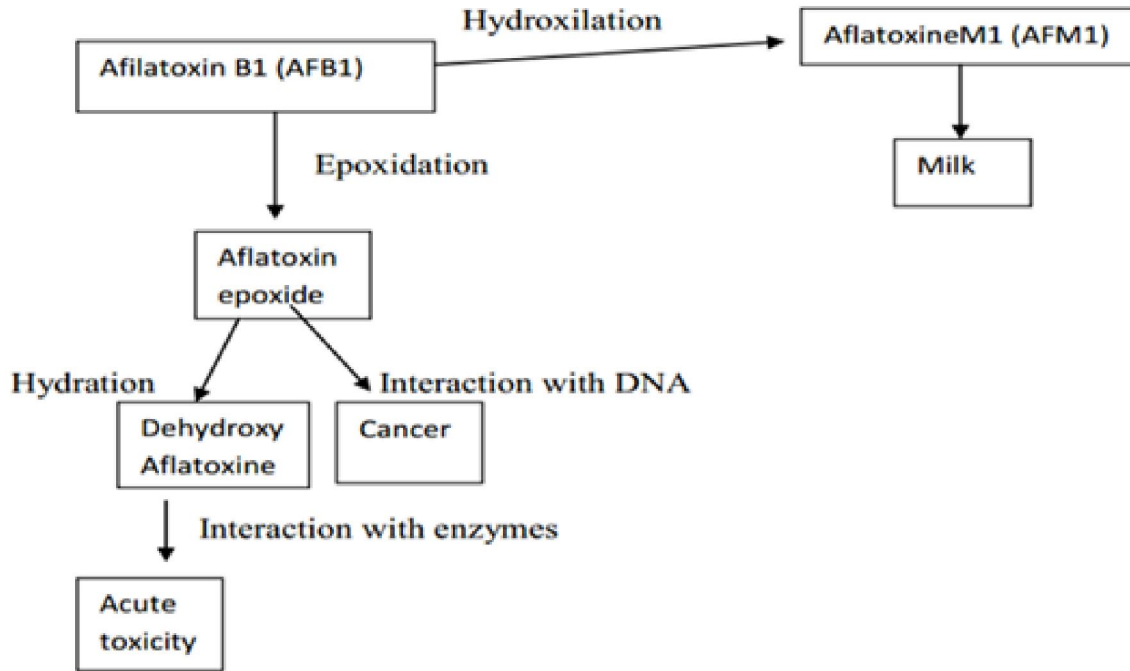 Hydroxilation
Afilatoxin B1 (AFB1)
AflatoxineM1 (AFM1)
Epoxidation
Milk
Aflatoxin
epoxide
Hydration
Interaction with DNA
Dehydroxy
Aflatoxine
Cancer
Interaction with enzymes
Acute
toxicity